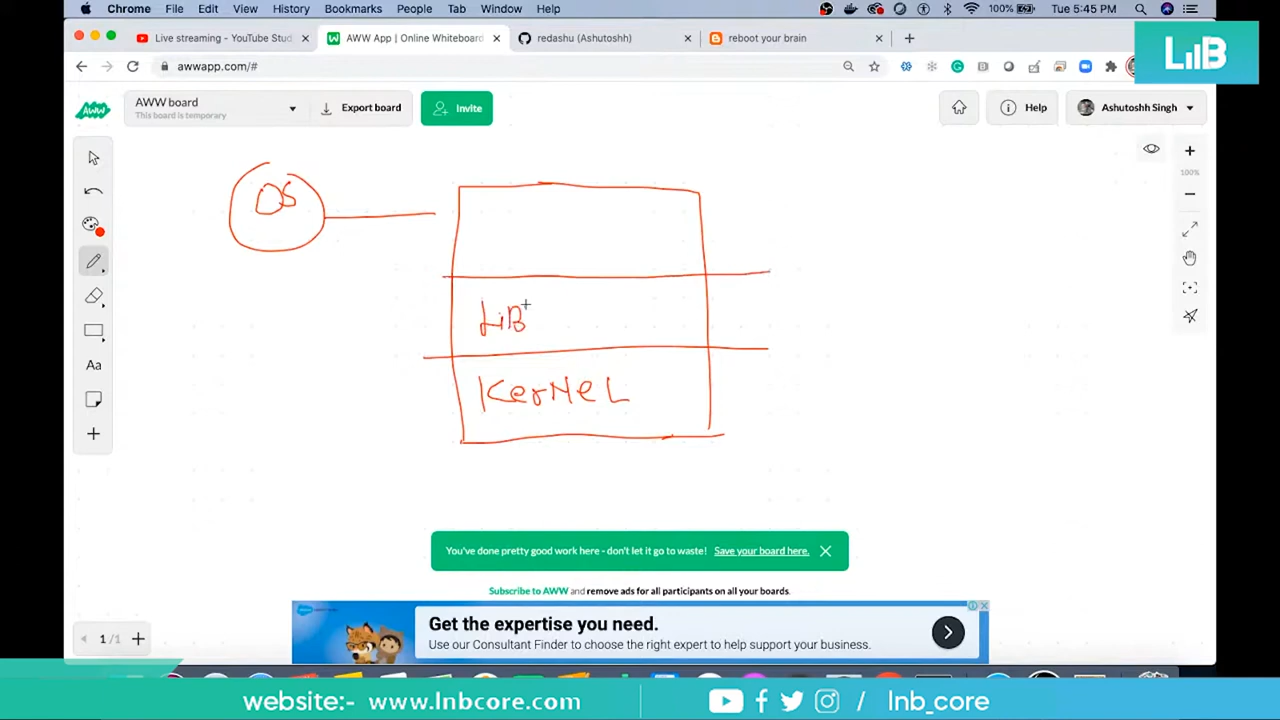 Chrome File Edit View History Bookmarks People Tab Window Help 100% Tue 5:45 PM
Live streaming - YouTube Stud
AWW App | Online Whiteboard
redashu (Ashutoshh)
reboot your brain
LnB
awwapp.com/#
AWW board
This board is temporary
Export board
Invite
Help
Ashutoshh Singh
100%
OS
LiB
KerNeL
Aa
You've done pretty good work here - don't let it go to waste! Save your board here.
Subscribe to AWW and remove ads for all participants on all your boards.
Get the expertise you need.
Use our Consultant Finder to choose the right expert to help support your business.
1/1
website:- www.lnbcore.com
lnb_core